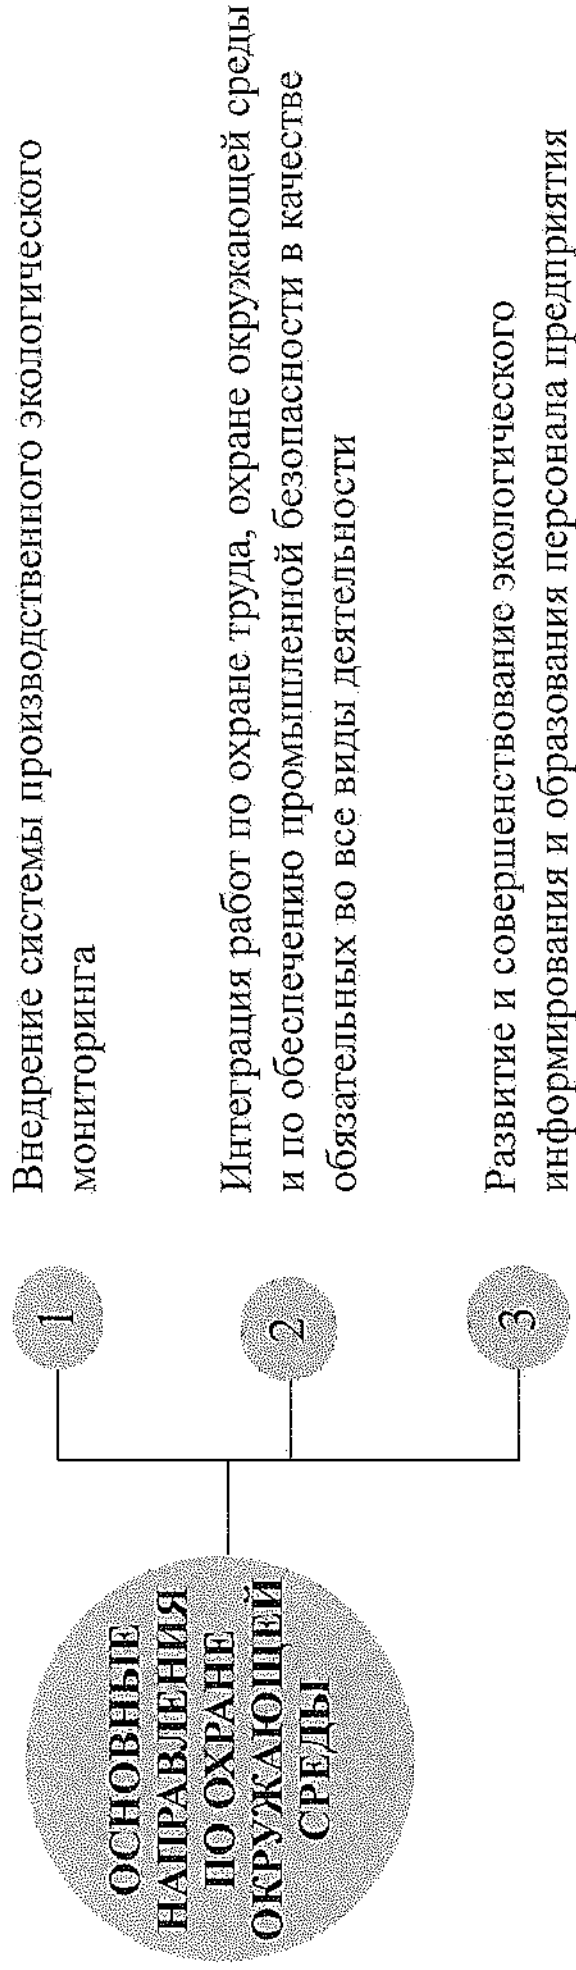 ОСНОВНЫЕ
НАПРАВЛЕНИЯ
ПО ОХРАНЕ
ОКРУЖАЮЩЕЙ
СРЕДЫ
1
Внедрение системы производственного экологического
мониторинга
2
Интеграция работ по охране труда, охране окружающей среды
и по обеспечению промышленной безопасности в качестве
обязательных во все виды деятельности
3
Развитие и совершенствование экологического
информирования и образования персонала предприятия